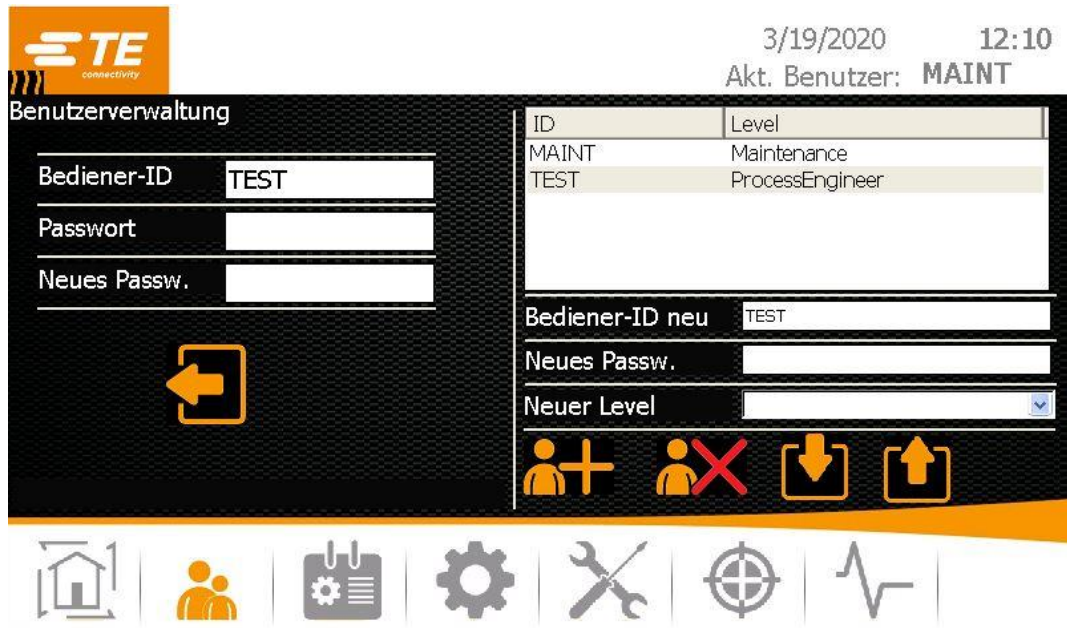 TE
connectivity
3/19/2020 12:10
Akt. Benutzer: MAINT
Benutzerverwaltung
Bediener-ID TEST
Passwort
Neues Passw.
ID Level
MAINT Maintenance
TEST ProcessEngineer
Bediener-ID neu TEST
Neues Passw.
Neuer Level